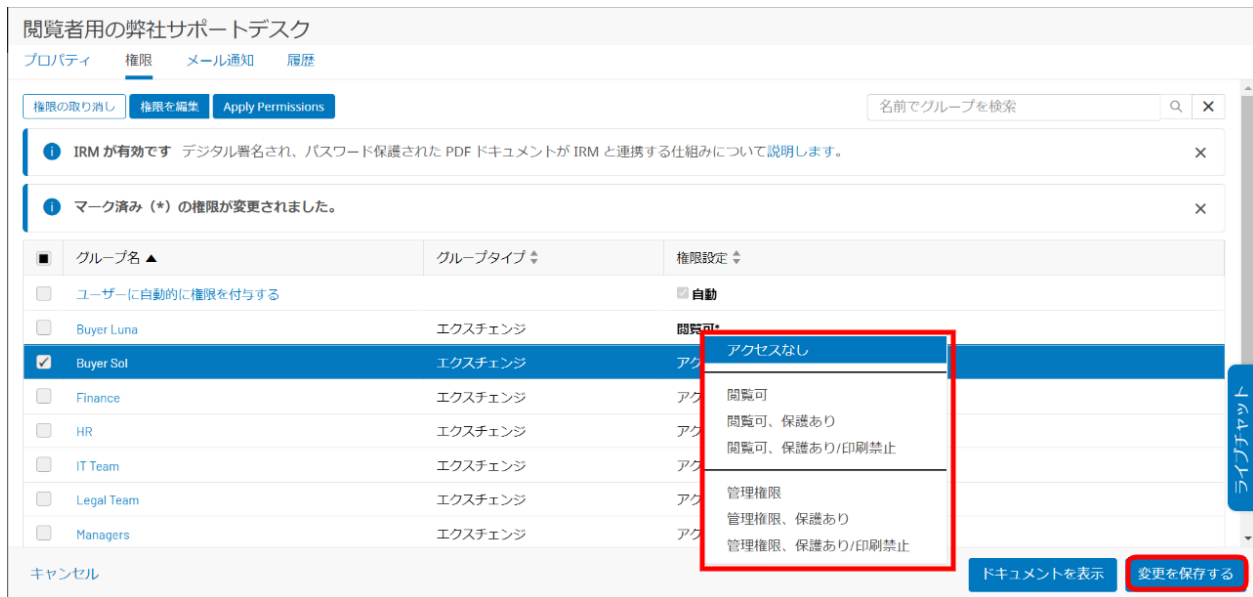 閲覧者用の弊社サポートデスク
プロパティ 権限 メール通知 履歴
権限の取り消し 権限を編集 Apply Permissions 名前でグループを検索
IRM が有効です デジタル署名され、パスワード保護された PDF ドキュメントが IRM と連携する仕組みについて説明します。
マーク済み（*）の権限が変更されました。
グループ名 グループタイプ 権限設定
ユーザーに自動的に権限を付与する 自動
Buyer Luna エクスチェンジ 閲覧可*
Buyer Sol エクスチェンジ アク
Finance エクスチェンジ アク
HR エクスチェンジ アク
IT Team エクスチェンジ アク
Legal Team エクスチェンジ アク
Managers エクスチェンジ アク
アクセスなし
閲覧可
閲覧可、保護あり
閲覧可、保護あり/印刷禁止
管理権限
管理権限、保護あり
管理権限、保護あり/印刷禁止
ライブチャット
キャンセル ドキュメントを表示 変更を保存する